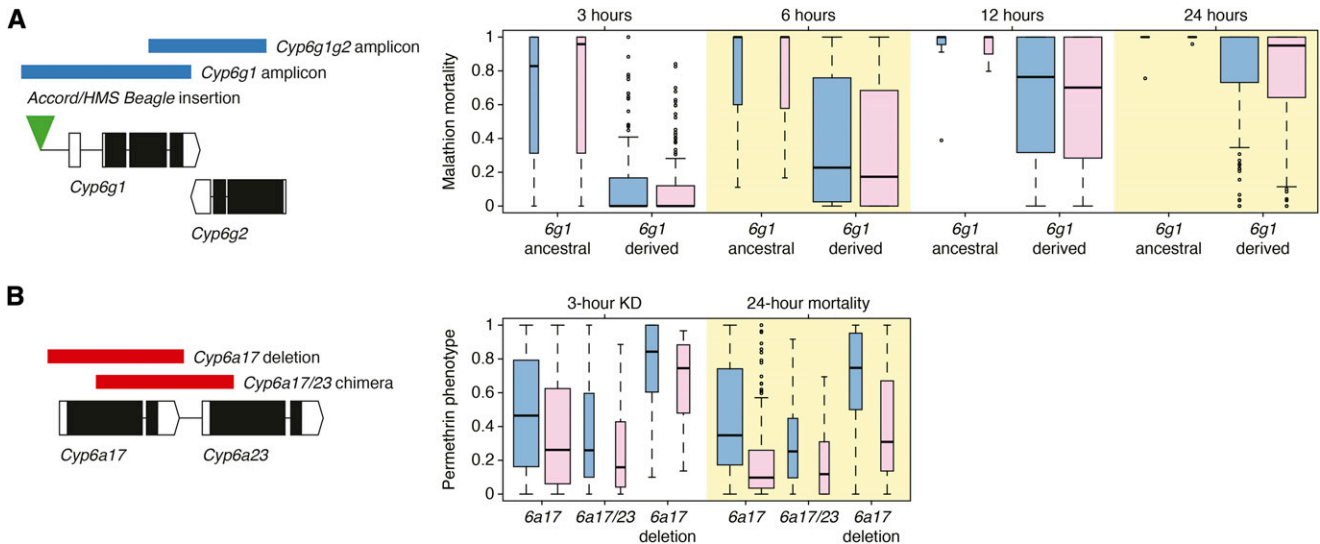 A
Cyp6g1g2 amplicon
Cyp6g1 amplicon
Accord/HMS Beagle insertion
Cyp6g1
Cyp6g2
3 hours 6 hours 12 hours 24 hours
Malathion mortality
1
0.8
0.6
0.4
0.2
0
6g1 ancestral
6g1 derived
6g1 ancestral
6g1 derived
6g1 ancestral
6g1 derived
6g1 ancestral
6g1 derived
B
Cyp6a17 deletion
Cyp6a17/23 chimera
Cyp6a17 Cyp6a23
3-hour KD 24-hour mortality
Permethrin phenotype
1
0.8
0.6
0.4
0.2
0
6a17 6a17/23 6a17 6a17 6a17/23 6a17
deletion deletion